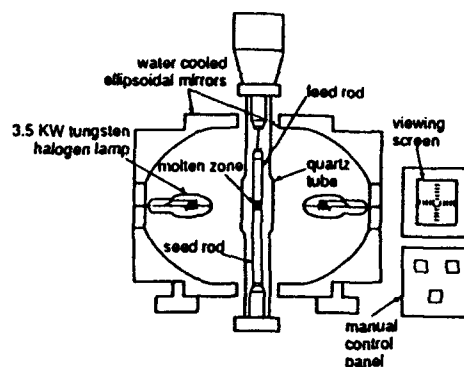 water cooled
ellipsoidal mirrors
feed rod
3.5 KW tungsten
halogen lamp
viewing
screen
molten zone
quartz
tube
seed rod
manual
control
panel